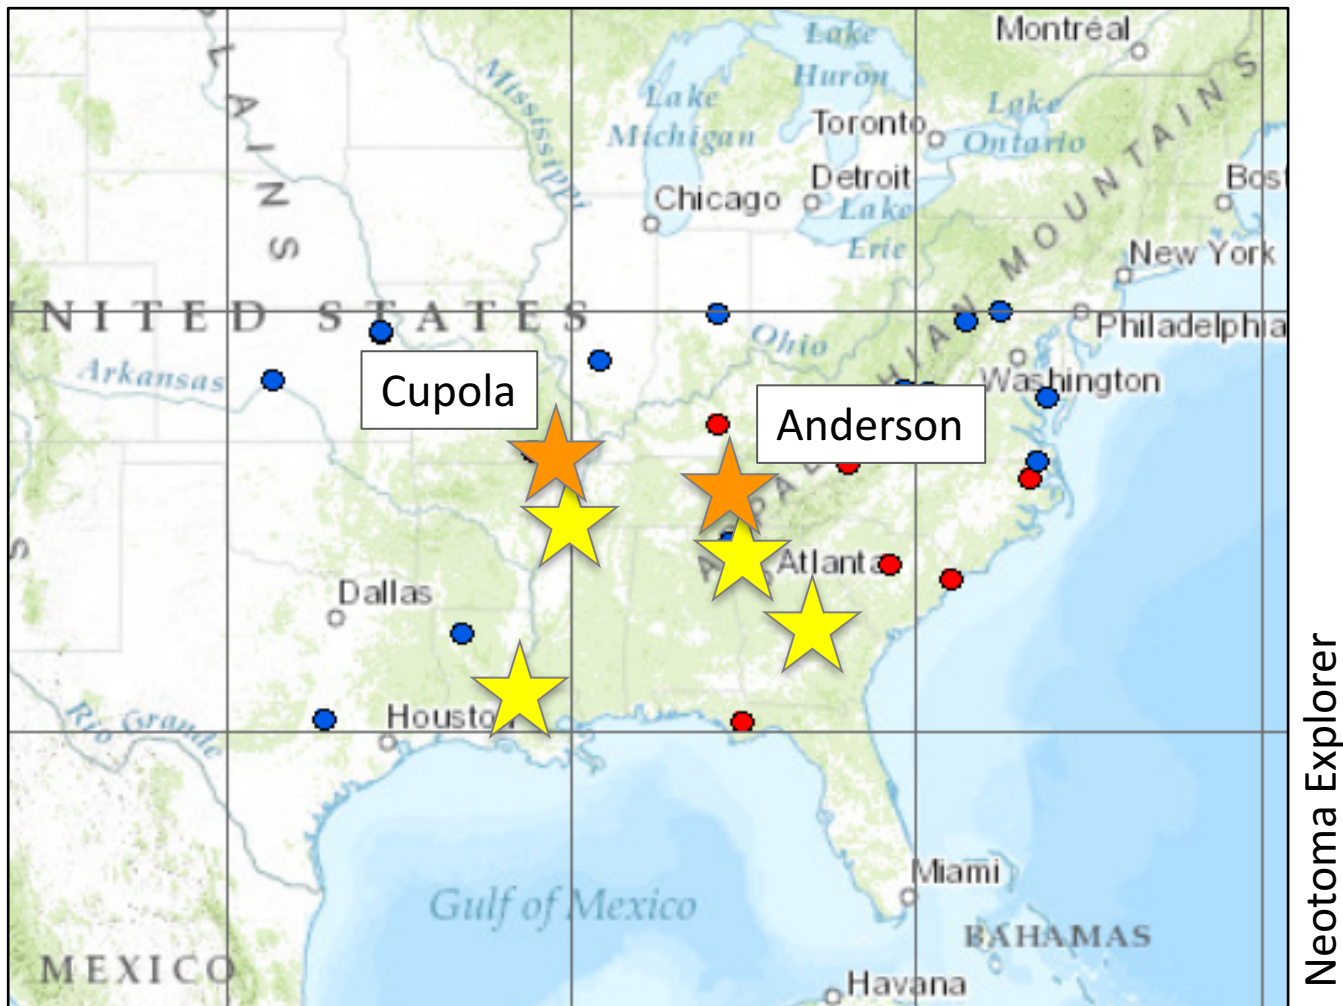 Montréal
Lake
Huron
Lake
Michigan
Mississippi
Toronto
Lake
Ontario
Detroit
Chicago
Lake
Erie
Bos
New York
MOUNTAINS
PLAINS
NITED STATES
Ohio
Philadelphia
Arkansas
Washington
Cupola
Anderson
Atlanta
Dallas
Houston
Rio Grande
Miami
Gulf of Mexico
BAHAMAS
MEXICO
Havana
Neotoma Explorer